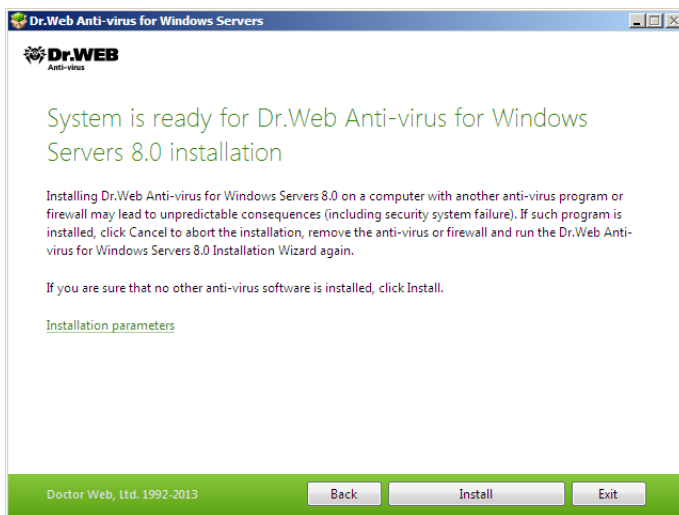 Dr.Web Anti-virus for Windows Servers
Dr.WEB
Anti-virus
System is ready for Dr.Web Anti-virus for Windows
Servers 8.0 installation
Installing Dr.Web Anti-virus for Windows Servers 8.0 on a computer with another anti-virus program or
firewall may lead to unpredictable consequences (including security system failure). If such program is
installed, click Cancel to abort the installation, remove the anti-virus or firewall and run the Dr.Web Anti-
virus for Windows Servers 8.0 Installation Wizard again.
If you are sure that no other anti-virus software is installed, click Install.
Installation parameters
Doctor Web, Ltd. 1992-2013
Back
Install
Exit